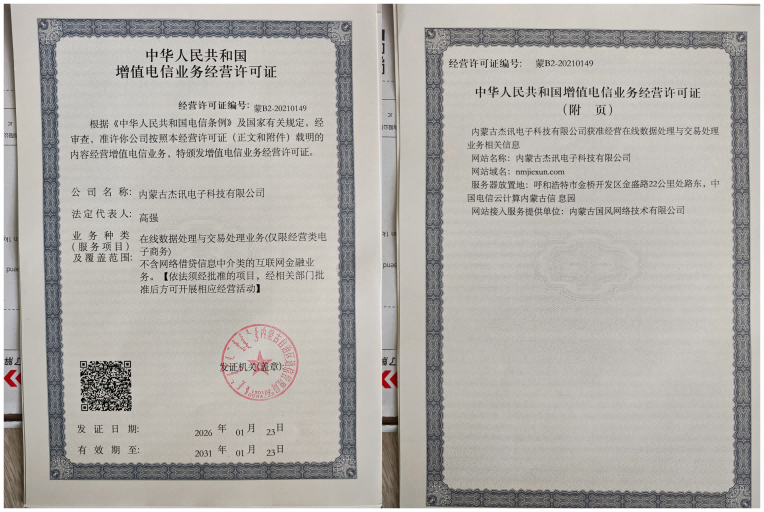 中华人民共和国
增值电信业务经营许可证
经营许可证编号: 蒙B2-20210149
根据《中华人民共和国电信条例》及国家有关规定，经
审查，准许你公司按照本经营许可证（正文和附件）载明的
内容经营增值电信业务，特颁发增值电信业务经营许可证。
公司名称: 内蒙古杰讯电子科技有限公司
法定代表人: 高强
业务种类
(服务项目)
及覆盖范围:
在线数据处理与交易处理业务(仅限经营类电
子商务)
不含网络借贷信息中介类的互联网金融业
务。【依法须经批准的项目，经相关部门批
准后方可开展相应经营活动】
发证机关(盖章)
发证日期: 2026 年 01 月 23日
有效期至: 2031 年 01 月 23日
经营许可证编号: 蒙B2-20210149
中华人民共和国增值电信业务经营许可证
（附 页）
内蒙古杰讯电子科技有限公司获准经营在线数据处理与交易处理
业务相关信息
网站名称: 内蒙古杰讯电子科技有限公司
网站域名: nmjiexun.com
服务器放置地: 呼和浩特市金桥开发区金盛路22公里处路东，中
国电信云计算内蒙古信 息园
网站接入服务提供单位: 内蒙古国风网络技术有限公司